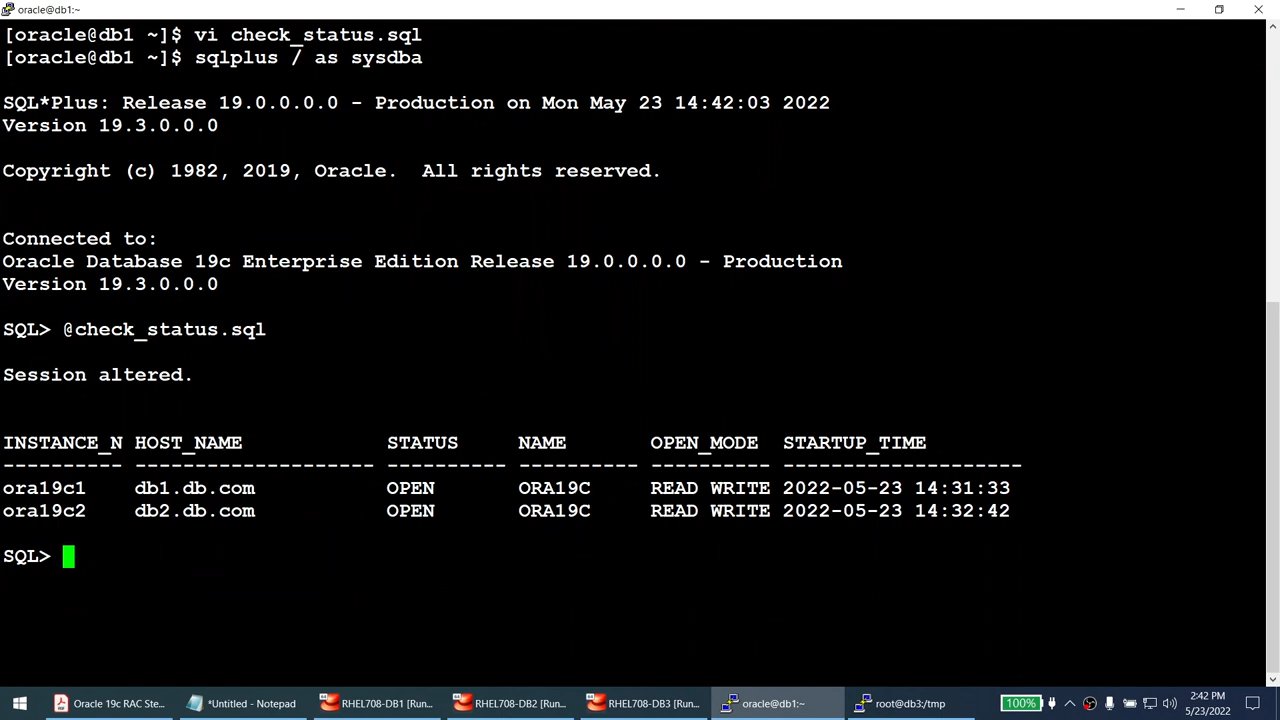 oracle@db1:~
[oracle@db1 ~]$ vi check_status.sql
[oracle@db1 ~]$ sqlplus / as sysdba
SQL*Plus: Release 19.0.0.0.0 - Production on Mon May 23 14:42:03 2022
Version 19.3.0.0.0
Copyright (c) 1982, 2019, Oracle.  All rights reserved.
Connected to:
Oracle Database 19c Enterprise Edition Release 19.0.0.0.0 - Production
Version 19.3.0.0.0
SQL> @check_status.sql
Session altered.
INSTANCE_N HOST_NAME            STATUS     NAME       OPEN_MODE  STARTUP_TIME
---------- -------------------- ---------- ---------- ---------- --------------------
ora19c1    db1.db.com           OPEN       ORA19C     READ WRITE 2022-05-23 14:31:33
ora19c2    db2.db.com           OPEN       ORA19C     READ WRITE 2022-05-23 14:32:42
SQL>
Oracle 19c RAC Ste... *Untitled - Notepad RHEL708-DB1 [Run... RHEL708-DB2 [Run... RHEL708-DB3 [Run... oracle@db1:~ root@db3:/tmp 100% 2:42 PM
5/23/2022